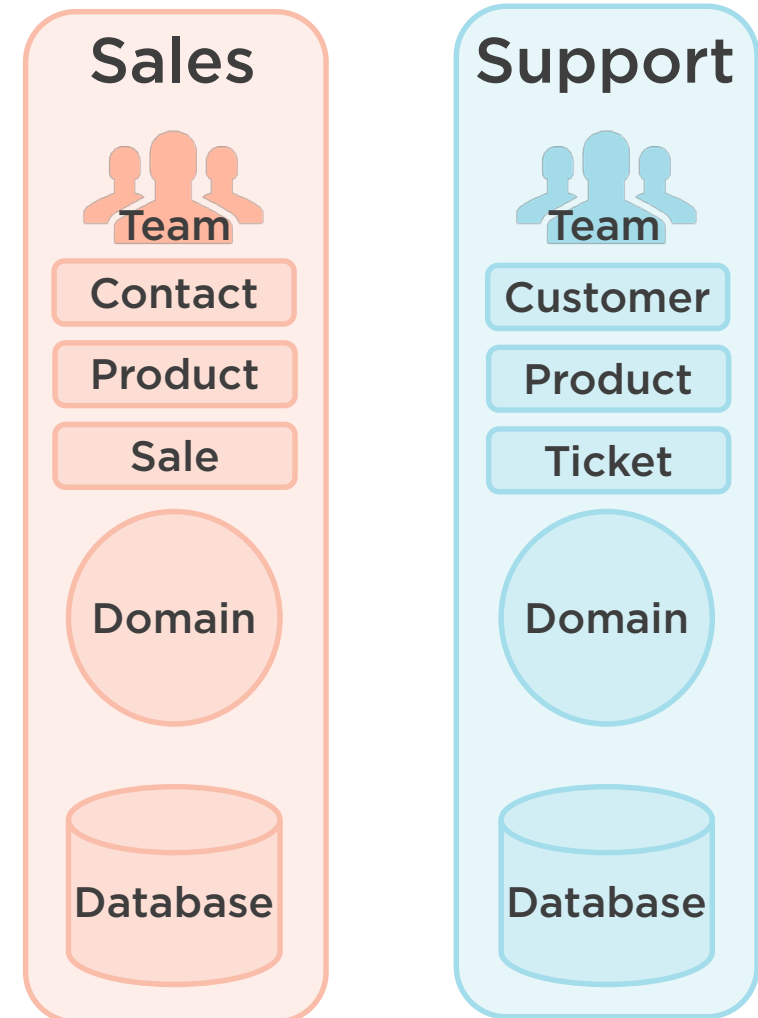 Sales
Team
Contact
Product
Sale
Domain
Database
Support
Team
Customer
Product
Ticket
Domain
Database